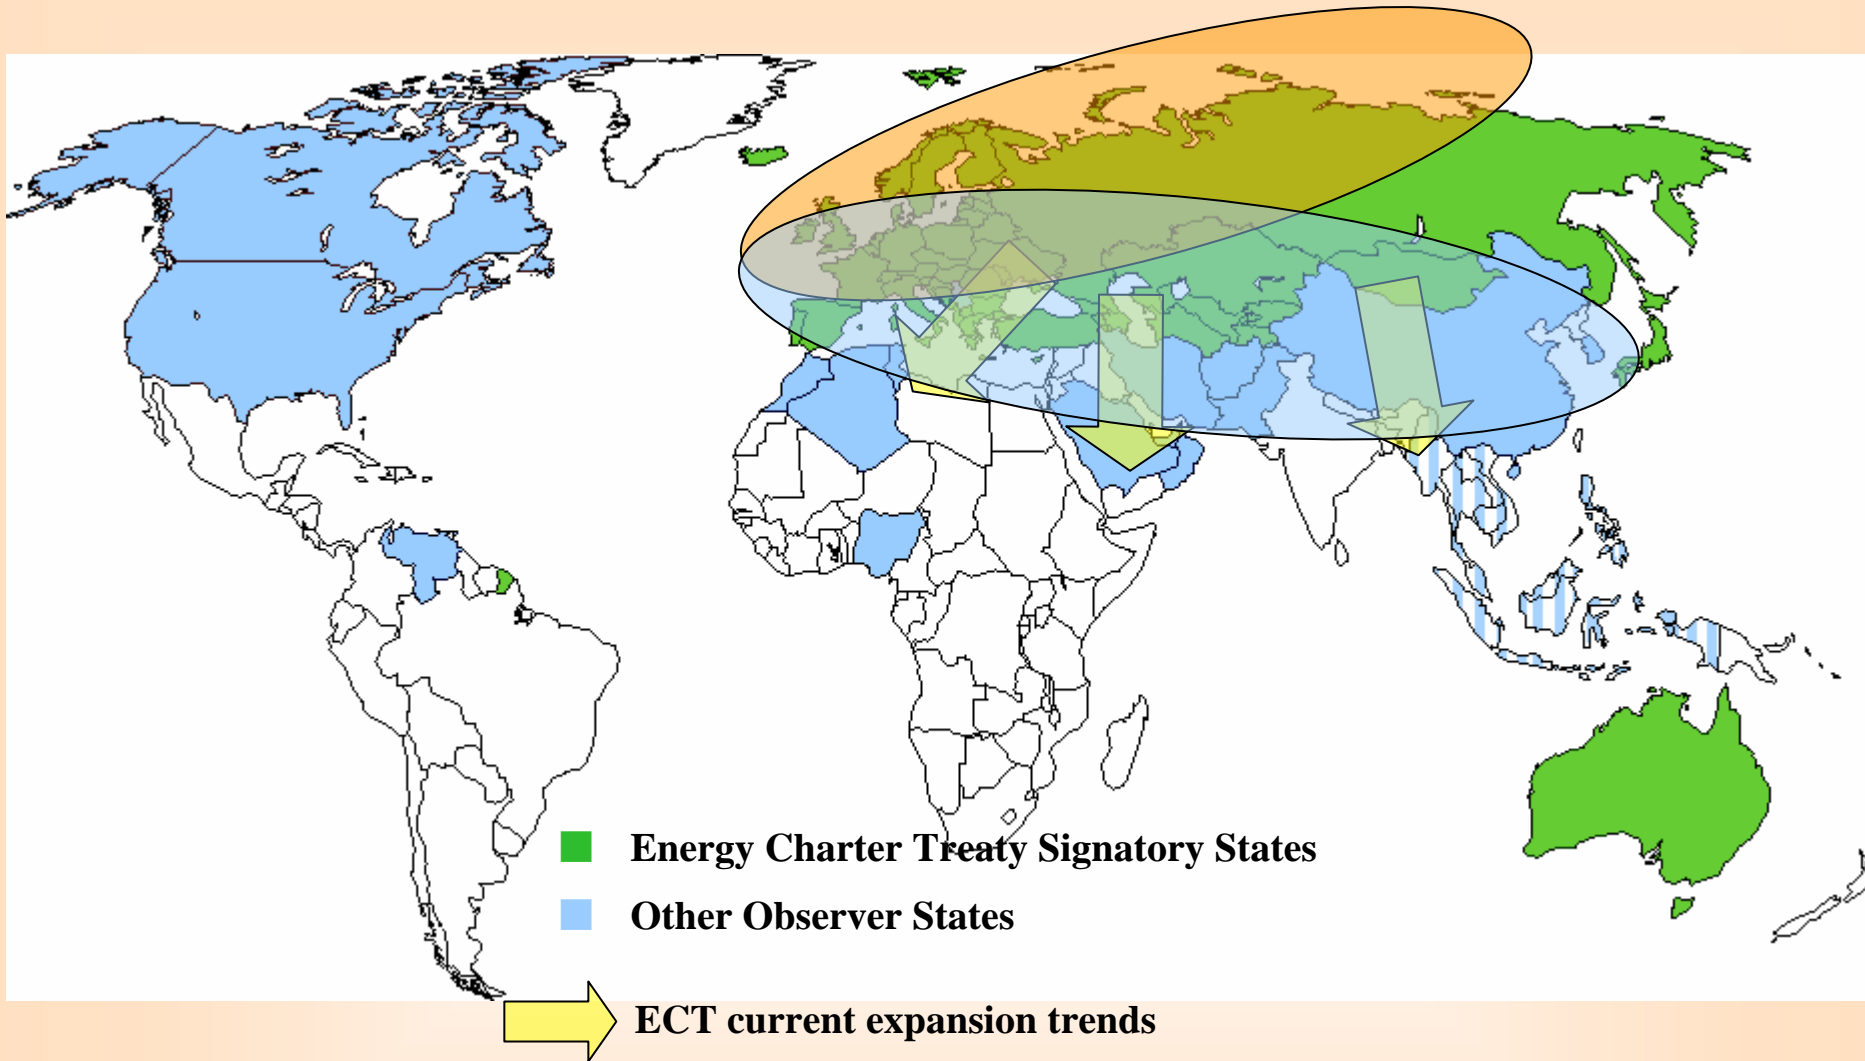 Energy Charter Treaty Signatory States
Other Observer States
ECT current expansion trends